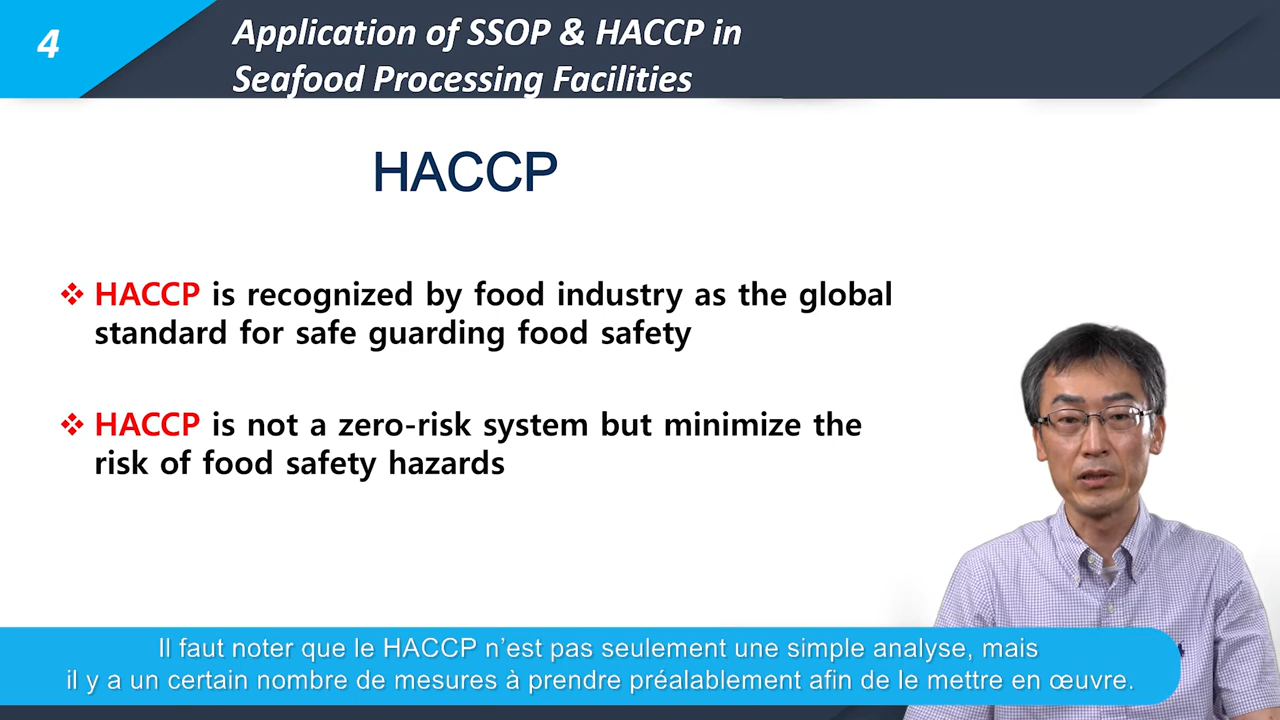 4
Application of SSOP & HACCP in
Seafood Processing Facilities
HACCP
❖ HACCP is recognized by food industry as the global
standard for safe guarding food safety
❖ HACCP is not a zero-risk system but minimize the
risk of food safety hazards
Il faut noter que le HACCP n’est pas seulement une simple analyse, mais
il y a un certain nombre de mesures à prendre préalablement afin de le mettre en œuvre.